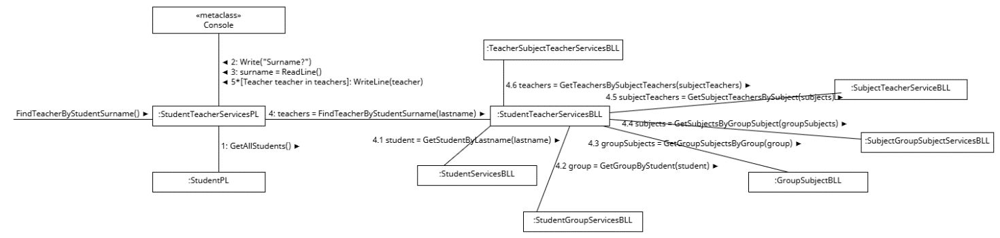 «metaclass»
Console
◄ 2: Write("Surname?")
◄ 3: surname = ReadLine()
◄ 5*[Teacher teacher in teachers]: WriteLine(teacher)
:TeacherSubjectTeacherServicesBLL
4.6 teachers = GetTeachersBySubjectTeachers(subjectTeachers) ►
:SubjectTeacherServiceBLL
4.5 subjectTeachers = GetSubjectTeachersBySubject(subjects) ►
FindTeacherByStudentSurname() ►
:StudentTeacherServicesPL
4: teachers = FindTeacherByStudentSurname(lastname) ►
:StudentTeacherServicesBLL
4.4 subjects = GetSubjectsByGroupSubject(groupSubjects) ►
:SubjectGroupSubjectServicesBLL
4.1 student = GetStudentByLastname(lastname) ►
4.3 groupSubjects = GetGroupSubjectsByGroup(group) ►
1: GetAllStudents() ►
4.2 group = GetGroupByStudent(student) ►
:StudentPL
:StudentServicesBLL
:GroupSubjectBLL
:StudentGroupServicesBLL